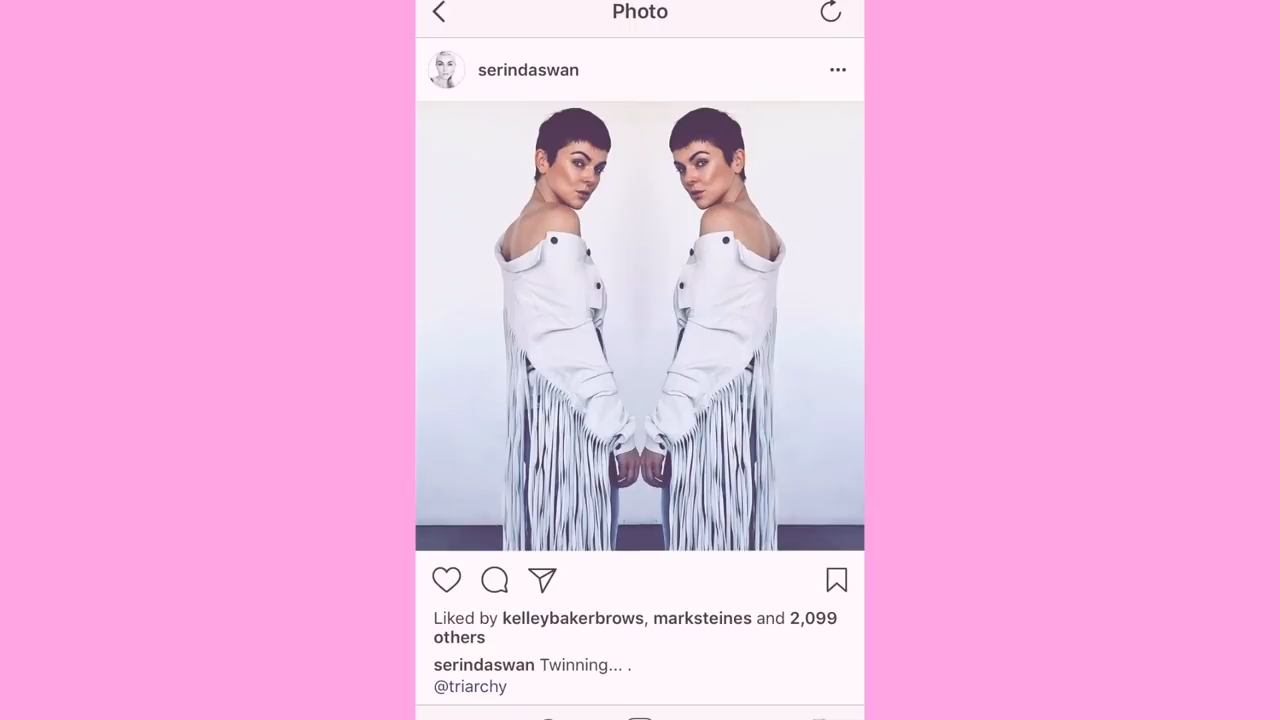 Photo
serindaswan
Liked by kelleybakerbrows, marksteines and 2,099
others
serindaswan Twinning... .
@triarchy